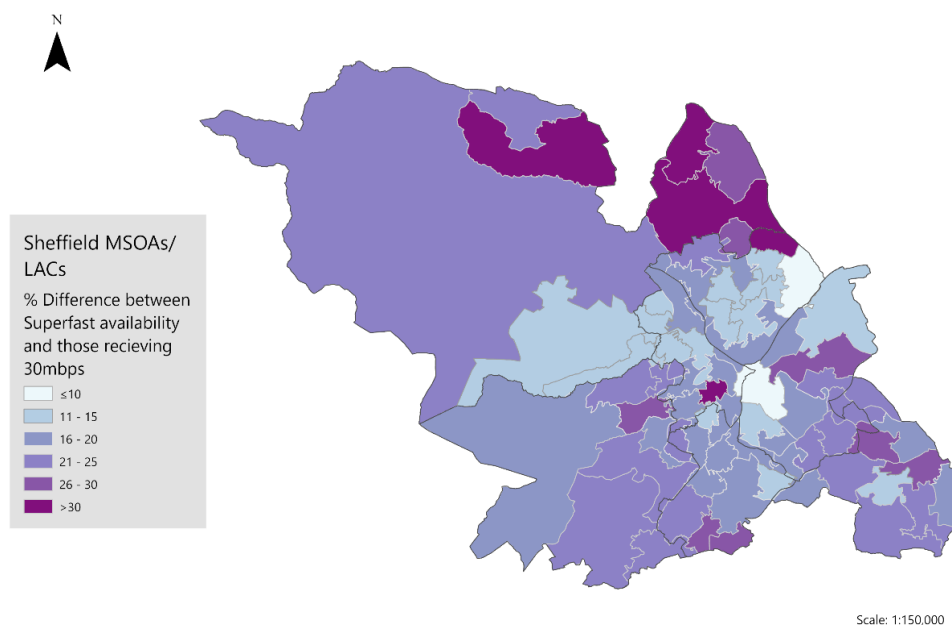 N
Sheffield MSOAs/
LACs
% Difference between
Superfast availability
and those recieving
30mbps
≤10
11 - 15
16 - 20
21 - 25
26 - 30
>30
Scale: 1:150,000